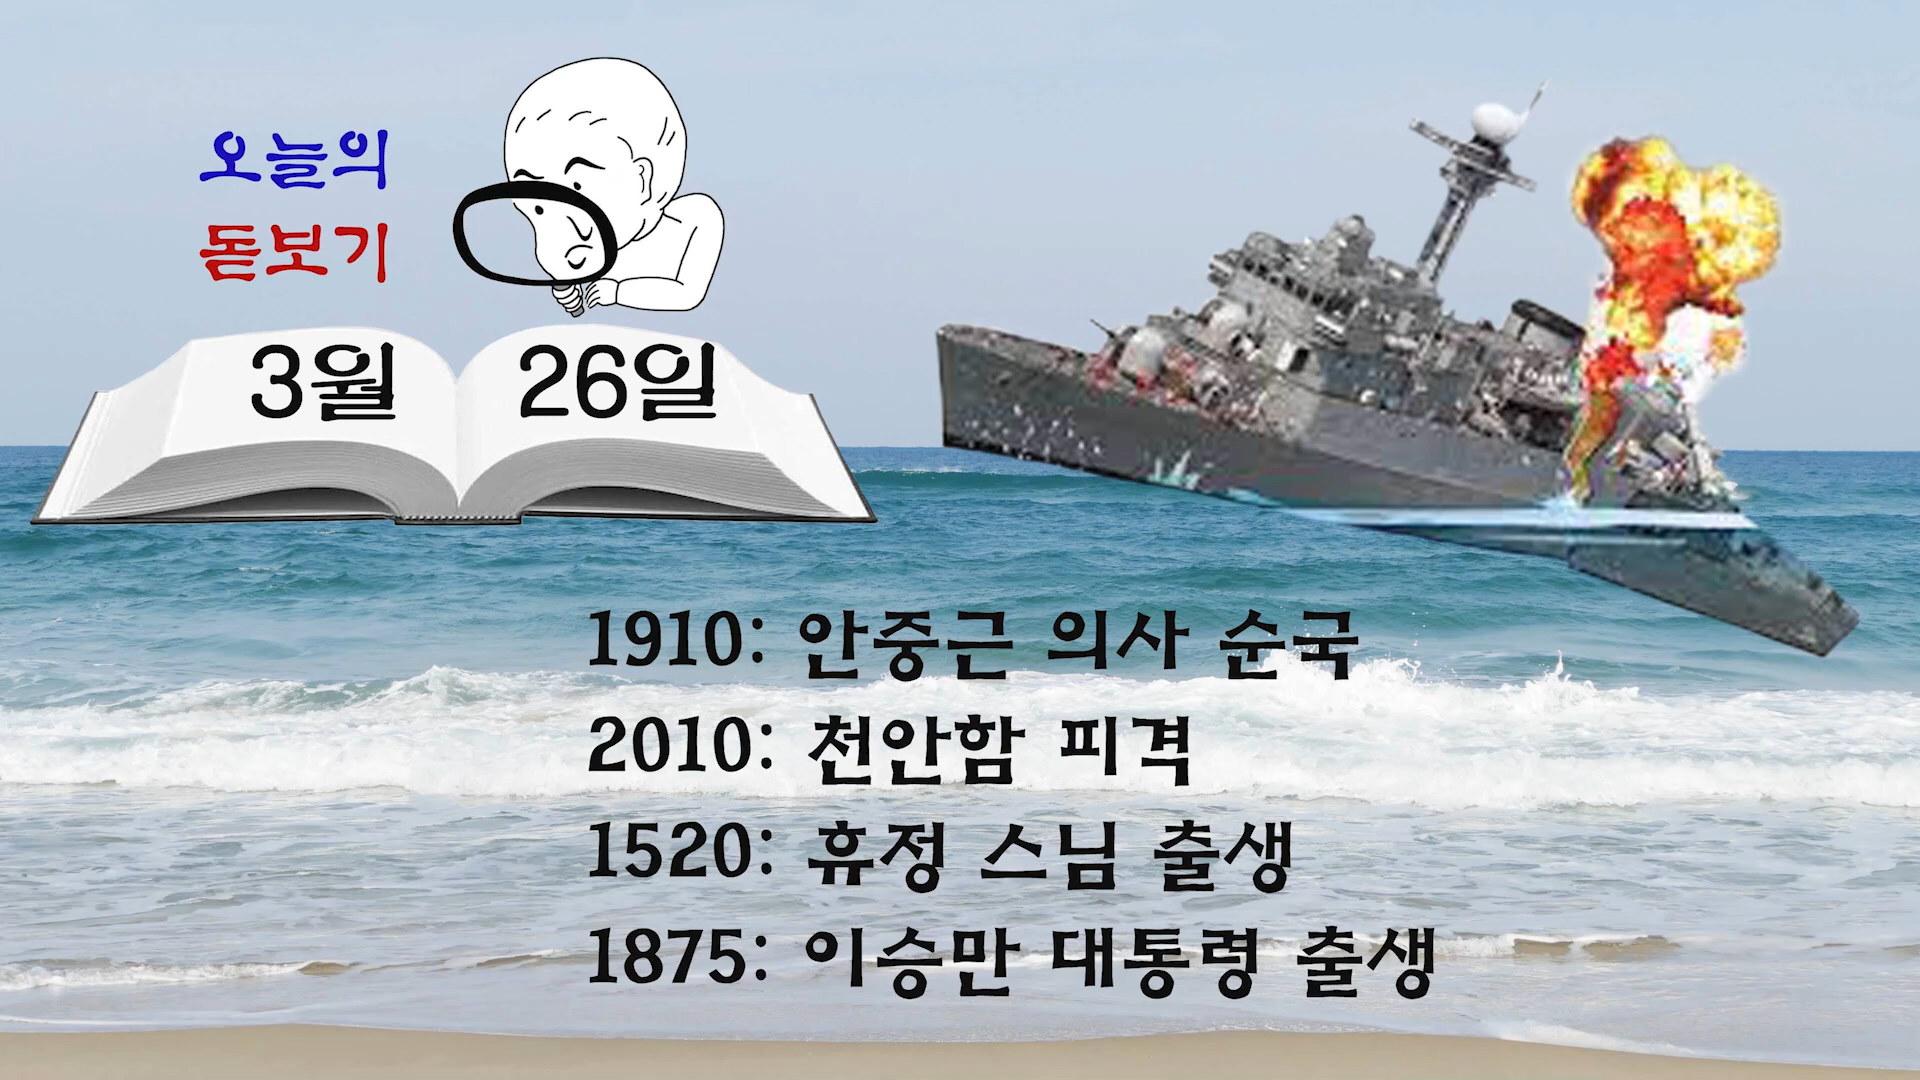 오늘의
돋보기
3월 26일
1910: 안중근 의사 순국
2010: 천안함 피격
1520: 휴정 스님 출생
1875: 이승만 대통령 출생